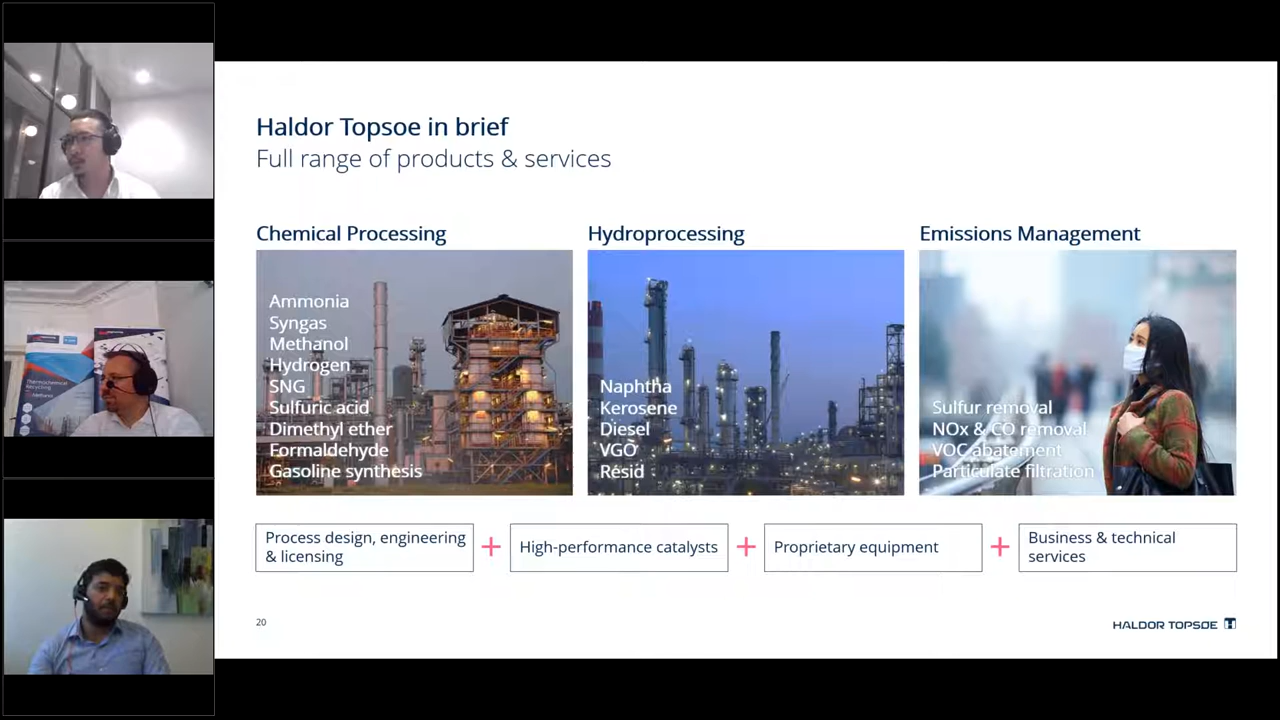 Haldor Topsoe in brief
Full range of products & services
Chemical Processing
Ammonia
Syngas
Methanol
Hydrogen
SNG
Sulfuric acid
Dimethyl ether
Formaldehyde
Gasoline synthesis
Hydroprocessing
Naphtha
Kerosene
Diesel
VGO
Resid
Emissions Management
Sulfur removal
NOx & CO removal
VOC abatement
Particulate filtration
Process design, engineering
& licensing
+
High-performance catalysts
+
Proprietary equipment
+
Business & technical
services
20
HALDOR TOPSØE